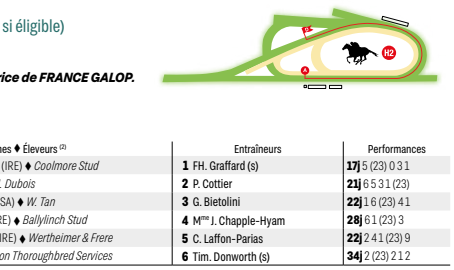 si éligible)
rice de FRANCE GALOP.
D
A
H2
nes ♦ Éleveurs (2) Entraîneurs Performances
(IRE) ♦ Coolmore Stud 1 FH. Graffard (s) 17j 5 (23) 0 3 1
. Dubois 2 P. Cottier 21j 6 5 3 1 (23)
SA) ♦ W. Tan 3 G. Bietolini 22j 1 6 (23) 4 1
RE) ♦ Ballylinch Stud 4 Mme J. Chapple-Hyam 28j 6 1 (23) 3
IRE) ♦ Wertheimer & Frere 5 C. Laffon-Parias 22j 2 4 1 (23) 9
on Thoroughbred Services 6 Tim. Donworth (s) 34j 2 (23) 2 1 2